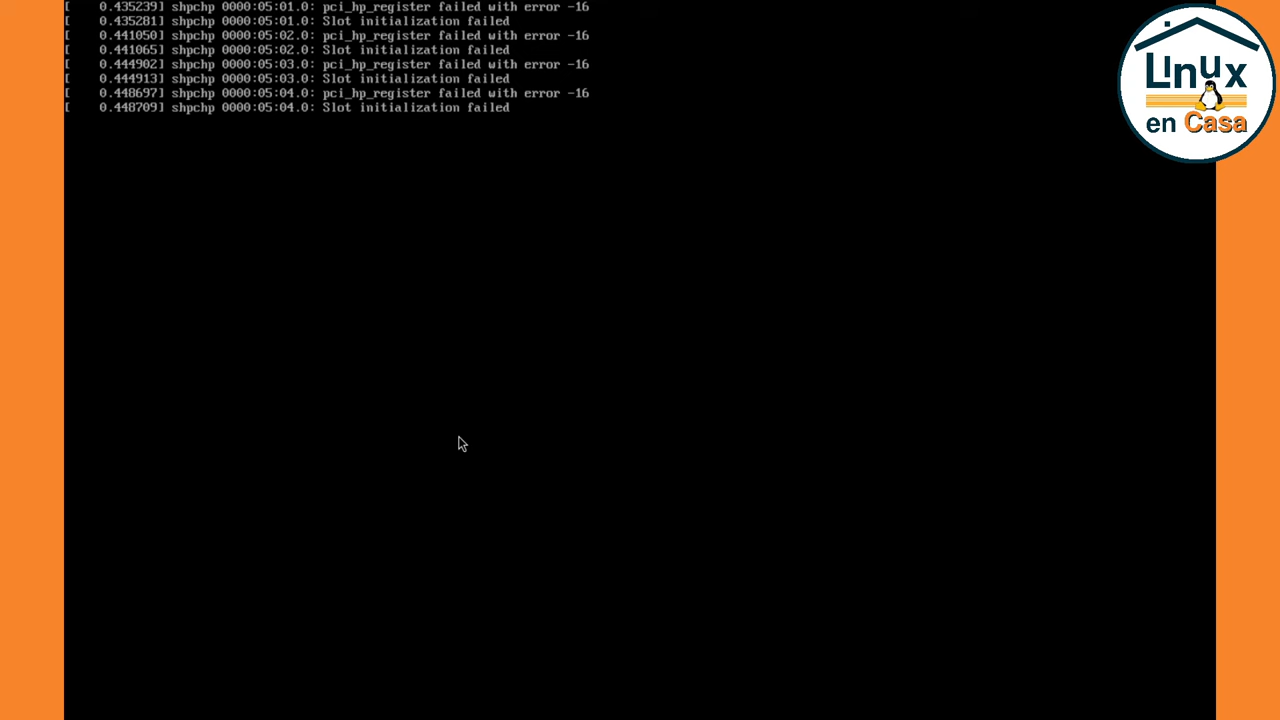 [    0.435239] shpchp 0000:05:01.0: pci_hp_register failed with error -16
[    0.435281] shpchp 0000:05:01.0: Slot initialization failed
[    0.441050] shpchp 0000:05:02.0: pci_hp_register failed with error -16
[    0.441065] shpchp 0000:05:02.0: Slot initialization failed
[    0.444902] shpchp 0000:05:03.0: pci_hp_register failed with error -16
[    0.444913] shpchp 0000:05:03.0: Slot initialization failed
[    0.448697] shpchp 0000:05:04.0: pci_hp_register failed with error -16
[    0.448709] shpchp 0000:05:04.0: Slot initialization failed
Linux
en Casa